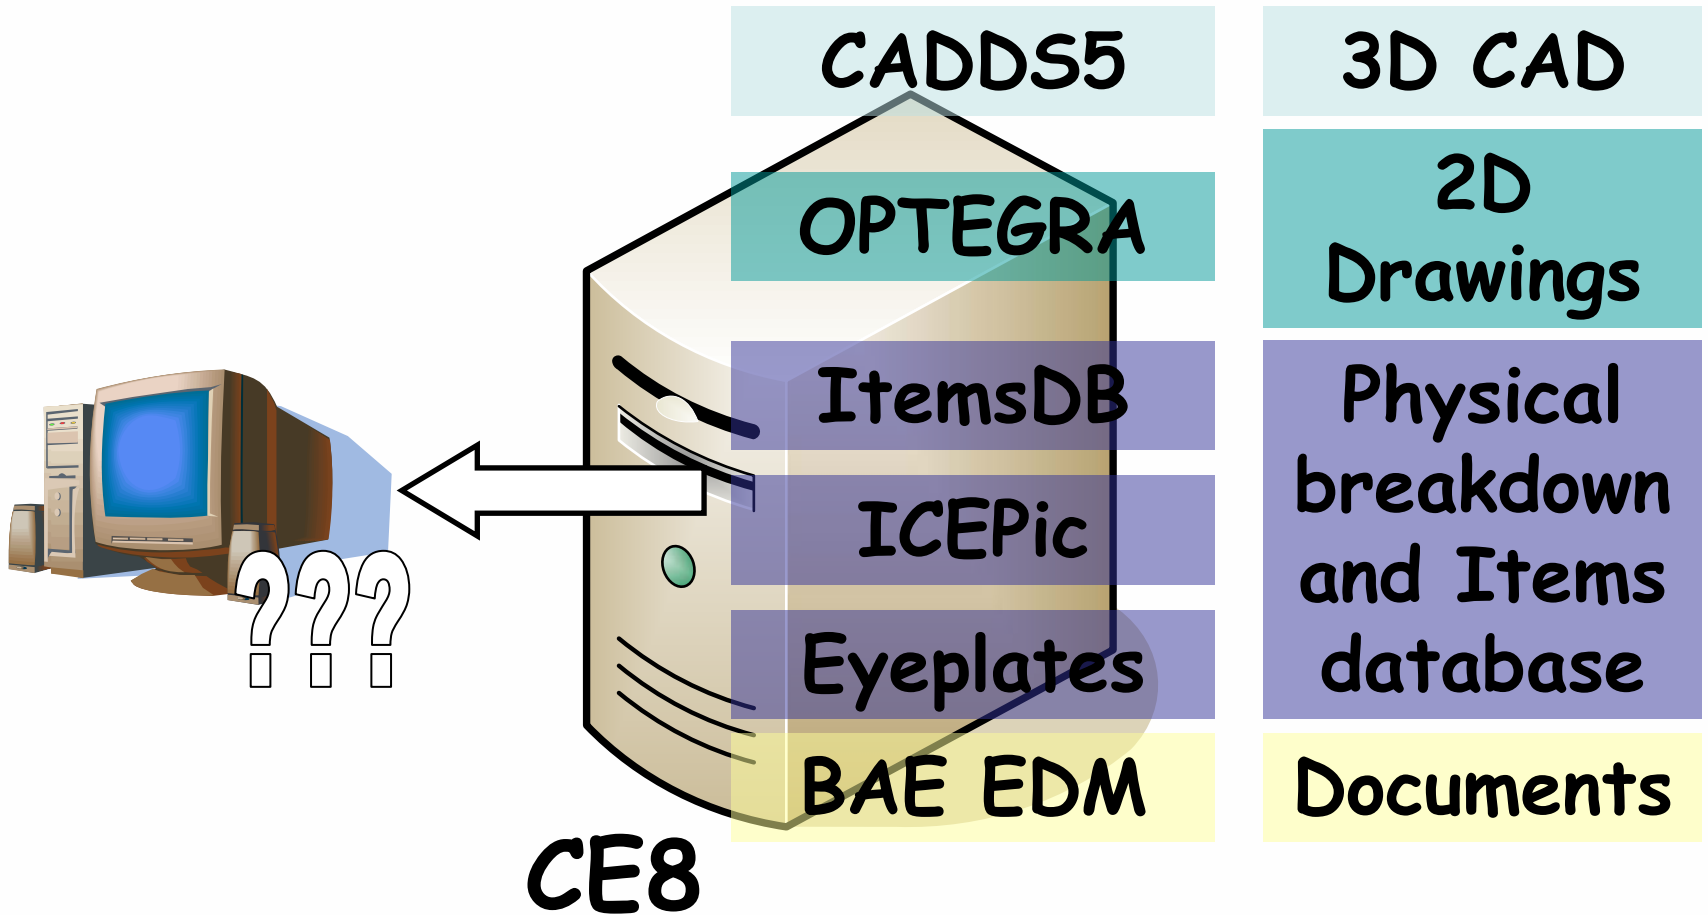 CADDS5
3D CAD
OPTEGRA
2D
Drawings
ItemsDB
ICEPic
Eyeplates
Physical
breakdown
and Items
database
BAE EDM
Documents
???
CE8